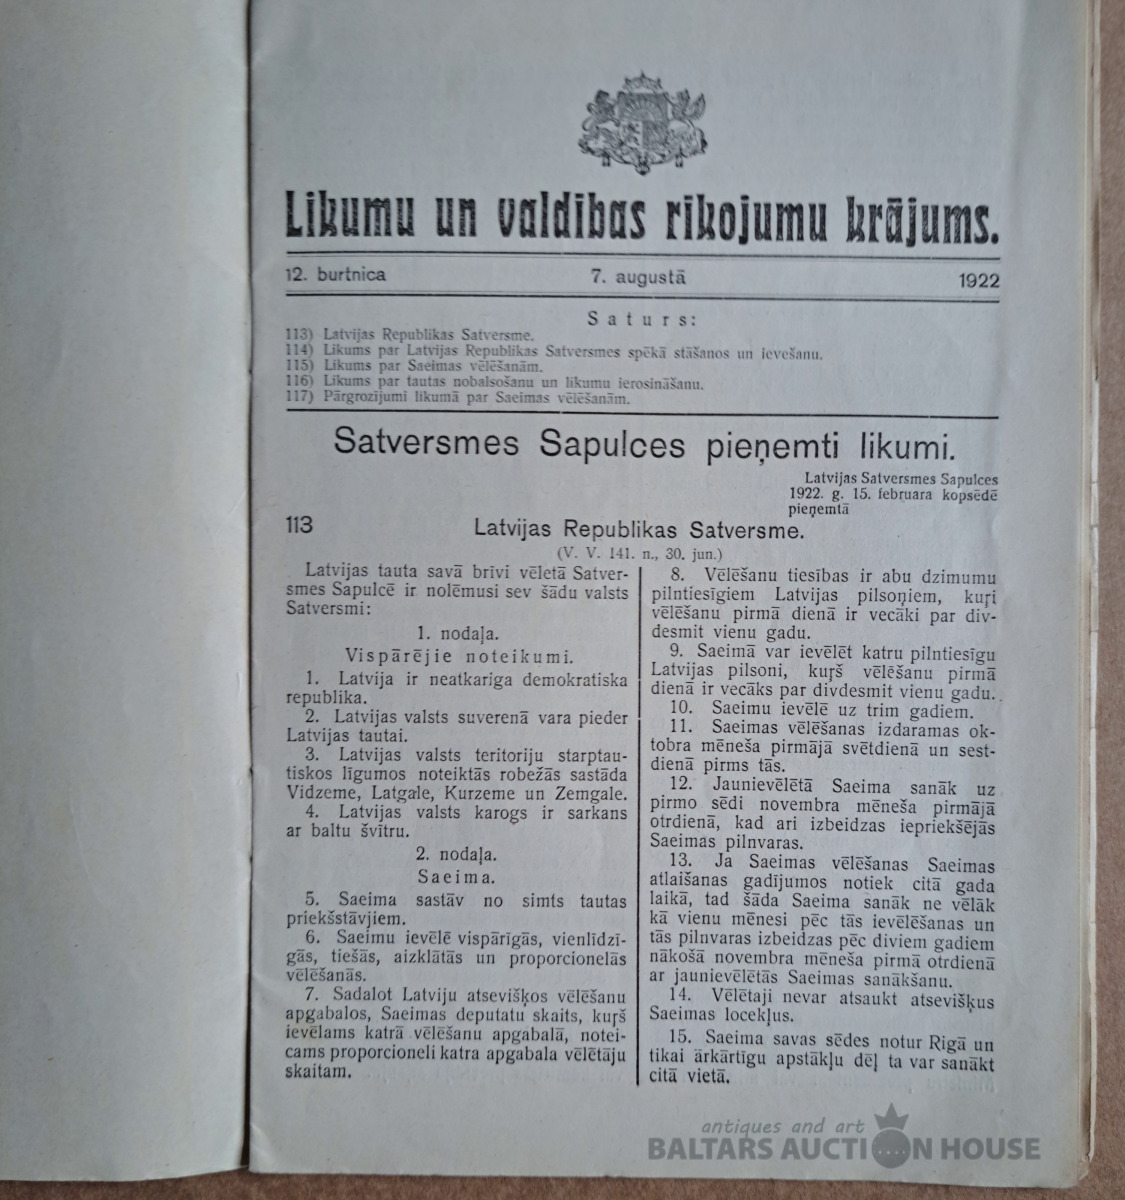 Likumu un valdības rīkojumu krājums.
12. burtnica 7. augustā 1922
Saturs:
113) Latvijas Republikas Satversme.
114) Likums par Latvijas Republikas Satversmes spēkā stāšanos un ievešanu.
115) Likums par Saeimas vēlēšanām.
116) Likums par tautas nobalsošanu un likumu ierosināšanu.
117) Pārgrozījumi likumā par Saeimas vēlēšanām.
Satversmes Sapulces pieņemti likumi.
Latvijas Satversmes Sapulces
1922. g. 15. februara kopsēdē
pieņemtā
113 Latvijas Republikas Satversme.
(V. V. 141. n., 30. jun.)
Latvijas tauta savā brīvi vēlētā Satver-
smes Sapulcē ir nolēmusi sev šādu valsts
Satversmi:
1. nodaļa.
Vispārējie noteikumi.
1. Latvija ir neatkariga demokratiska
republika.
2. Latvijas valsts suverenā vara pieder
Latvijas tautai.
3. Latvijas valsts teritoriju starptau-
tiskos līgumos noteiktās robežās sastāda
Vidzeme, Latgale, Kurzeme un Zemgale.
4. Latvijas valsts karogs ir sarkans
ar baltu švītru.
2. nodaļa.
Saeima.
5. Saeima sastāv no simts tautas
priekšstāvjiem.
6. Saeimu ievēlē vispārīgās, vienlīdzī-
gās, tiešās, aizklātās un proporcionelās
vēlēšanās.
7. Sadalot Latviju atsevišķos vēlēšanu
apgabalos, Saeimas deputatu skaits, kuŗš
ievēlams katrā vēlēšanu apgabalā, notei-
cams proporcioneli katra apgabala vēlētāju
skaitam.
8. Vēlēšanu tiesības ir abu dzimumu
pilntiesīgiem Latvijas pilsoņiem, kuŗi
vēlēšanu pirmā dienā ir vecāki par div-
desmit vienu gadu.
9. Saeimā var ievēlēt katru pilntiesīgu
Latvijas pilsoni, kuŗš vēlēšanu pirmā
dienā ir vecāks par divdesmit vienu gadu.
10. Saeimu ievēlē uz trim gadiem.
11. Saeimas vēlēšanas izdaramas ok-
tobra mēneša pirmājā svētdienā un sest-
dienā pirms tās.
12. Jaunievēlētā Saeima sanāk uz
pirmo sēdi novembra mēneša pirmājā
otrdienā, kad ari izbeidzas iepriekšējās
Saeimas pilnvaras.
13. Ja Saeimas vēlēšanas Saeimas
atlaišanas gadījumos notiek citā gada
laikā, tad šāda Saeima sanāk ne vēlāk
kā vienu mēnesi pēc tās ievēlēšanas un
tās pilnvaras izbeidzas pēc diviem gadiem
nākošā novembra mēneša pirmā otrdienā
ar jaunievēlētās Saeimas sanākšanu.
14. Vēlētaji nevar atsaukt atsevišķus
Saeimas locekļus.
15. Saeima savas sēdes notur Rigā un
tikai ārkārtīgu apstākļu dēļ ta var sanākt
citā vietā.
antiques and art
BALTARS AUCTION HOUSE